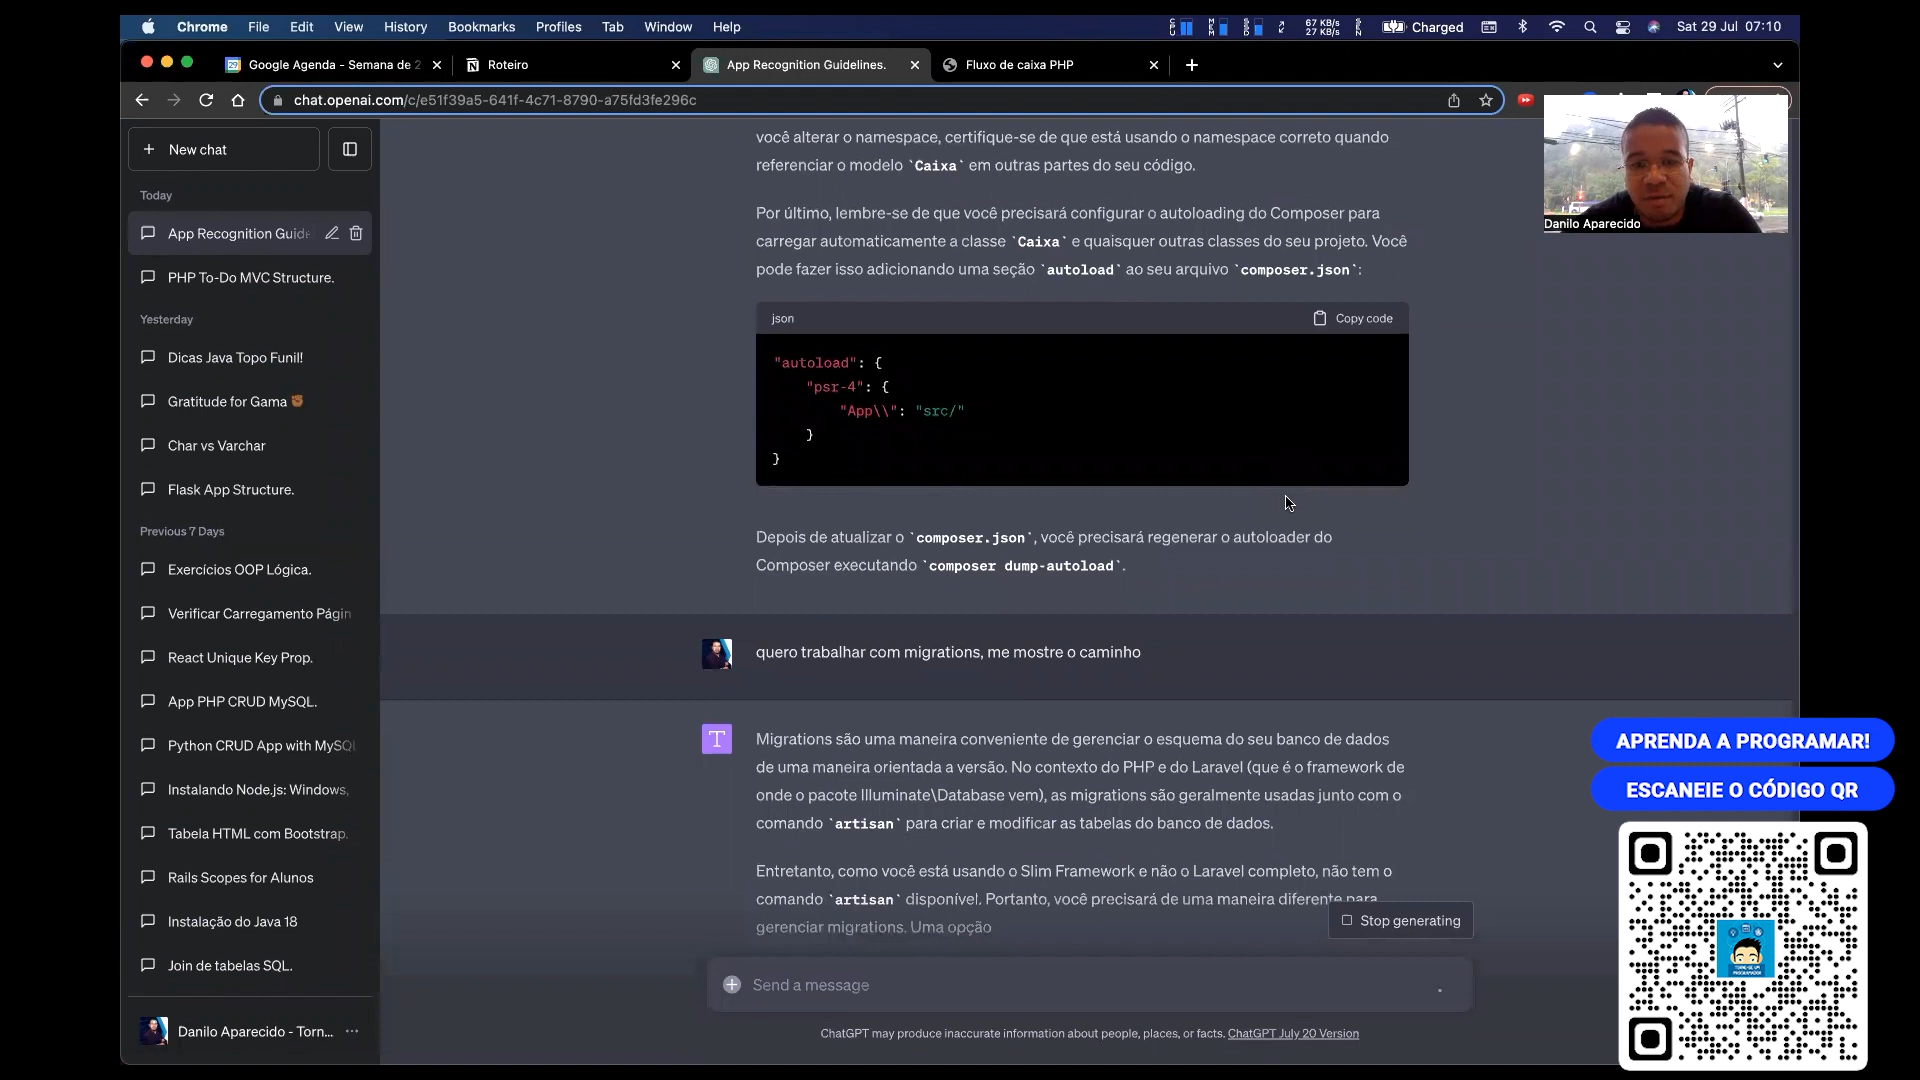 Chrome File Edit View History Bookmarks Profiles Tab Window Help
67 KB/s
27 KB/s
Charged
Sat 29 Jul 07:10
Google Agenda - Semana de 2
Roteiro
App Recognition Guidelines.
Fluxo de caixa PHP
chat.openai.com/c/e51f39a5-641f-4c71-8790-a75fd3fe296c
Danilo Aparecido
New chat
Today
App Recognition Guide
PHP To-Do MVC Structure.
Yesterday
Dicas Java Topo Funil!
Gratitude for Gama
Char vs Varchar
Flask App Structure.
Previous 7 Days
Exercícios OOP Lógica.
Verificar Carregamento Págin
React Unique Key Prop.
App PHP CRUD MySQL.
Python CRUD App with MySQL
Instalando Node.js: Windows,
Tabela HTML com Bootstrap.
Rails Scopes for Alunos
Instalação do Java 18
Join de tabelas SQL.
Danilo Aparecido - Torn...
você alterar o namespace, certifique-se de que está usando o namespace correto quando
referenciar o modelo `Caixa` em outras partes do seu código.
Por último, lembre-se de que você precisará configurar o autoloading do Composer para
carregar automaticamente a classe `Caixa` e quaisquer outras classes do seu projeto. Você
pode fazer isso adicionando uma seção `autoload` ao seu arquivo `composer.json`:
json
Copy code
"autoload": {
"psr-4": {
"App\\": "src/"
}
}
Depois de atualizar o `composer.json`, você precisará regenerar o autoloader do
Composer executando `composer dump-autoload`.
quero trabalhar com migrations, me mostre o caminho
T
Migrations são uma maneira conveniente de gerenciar o esquema do seu banco de dados
de uma maneira orientada a versão. No contexto do PHP e do Laravel (que é o framework de
onde o pacote Illuminate\Database vem), as migrations são geralmente usadas junto com o
comando `artisan` para criar e modificar as tabelas do banco de dados.
Entretanto, como você está usando o Slim Framework e não o Laravel completo, não tem o
comando `artisan` disponível. Portanto, você precisará de uma maneira diferente para
gerenciar migrations. Uma opção
Stop generating
Send a message
ChatGPT may produce inaccurate information about people, places, or facts. ChatGPT July 20 Version
APRENDA A PROGRAMAR!
ESCANEIE O CÓDIGO QR